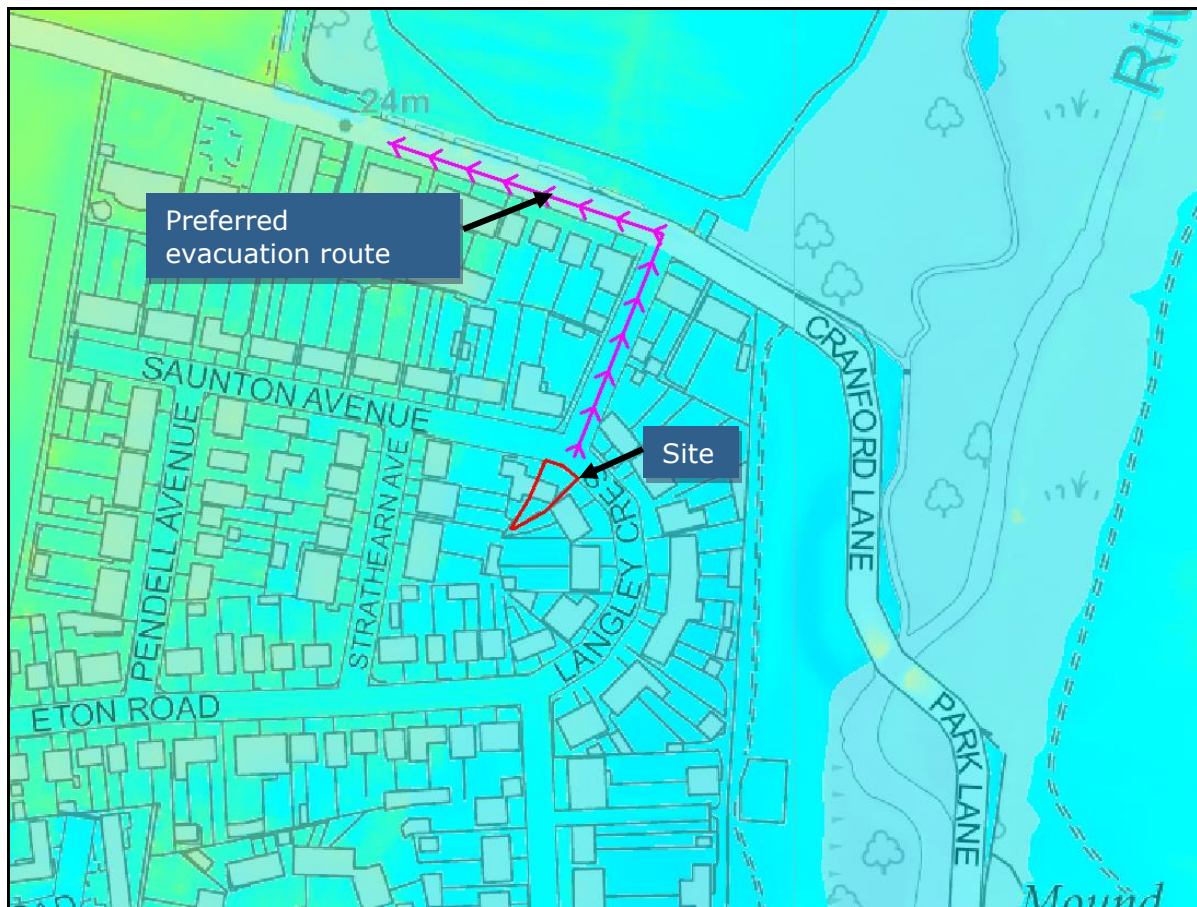 Riv
24m
Preferred
evacuation route
CRANFORD LANE
SAUNTON AVENUE
Site
PENDELL AVENUE
STRATHEARN AVE
LANGLEY CRES
ETON ROAD
PARK LANE
Mound